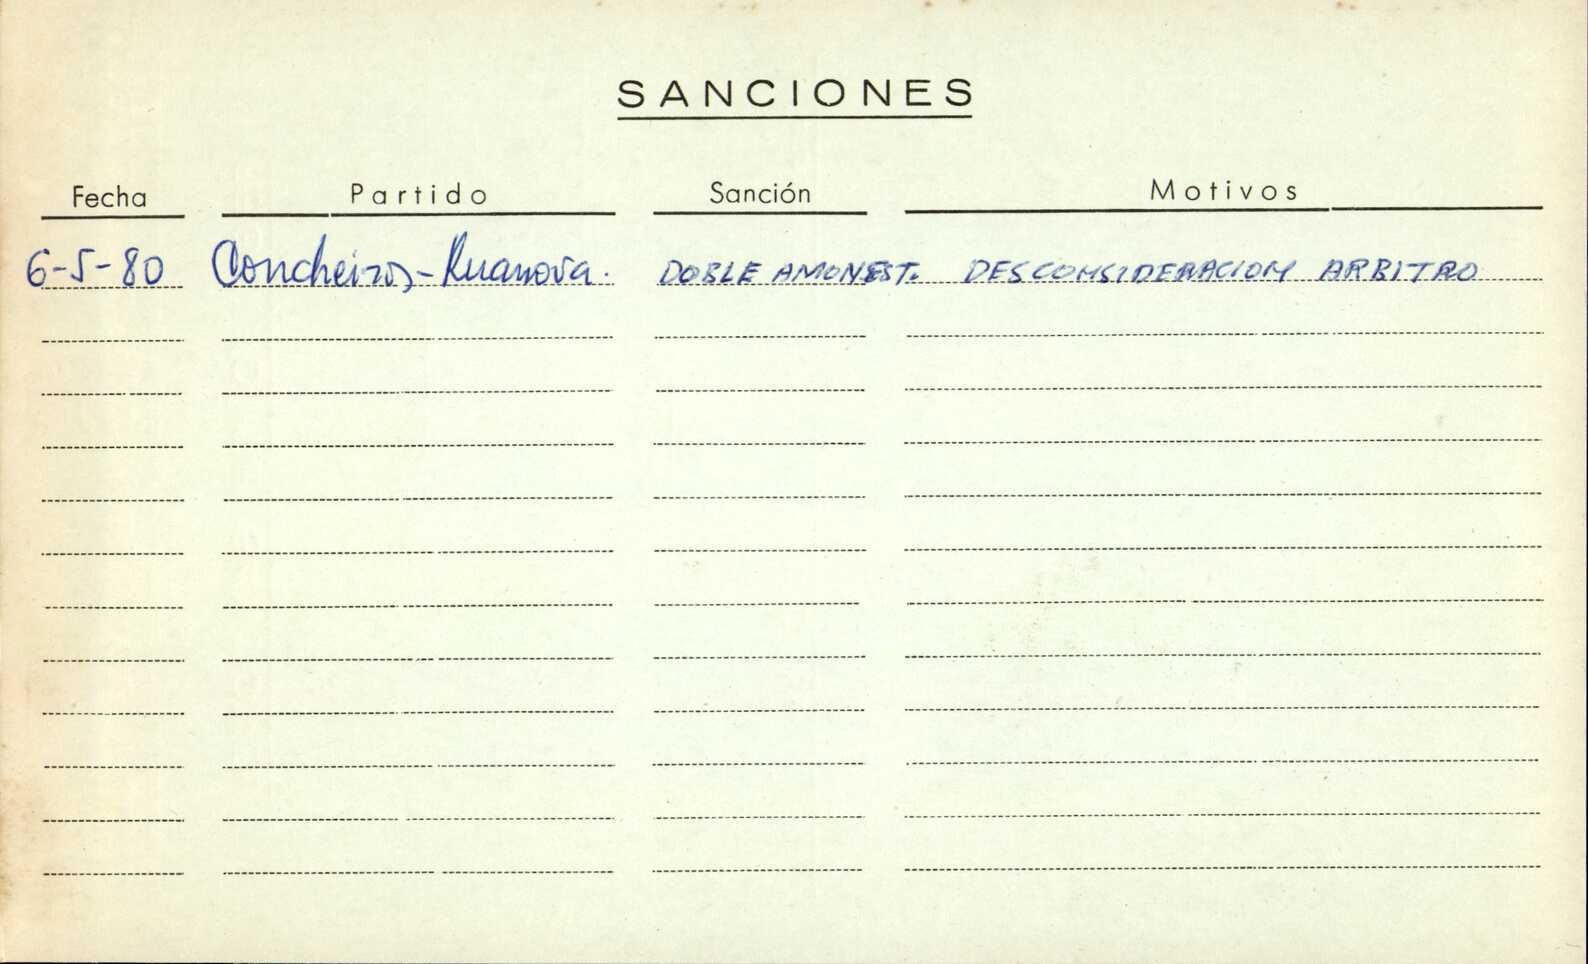 SANCIONES
Fecha Partido Sanción Motivos
6-5-80 Concheiros-Ruanova. DOBLE AMONEST. DESCONSIDERACION ARBITRO